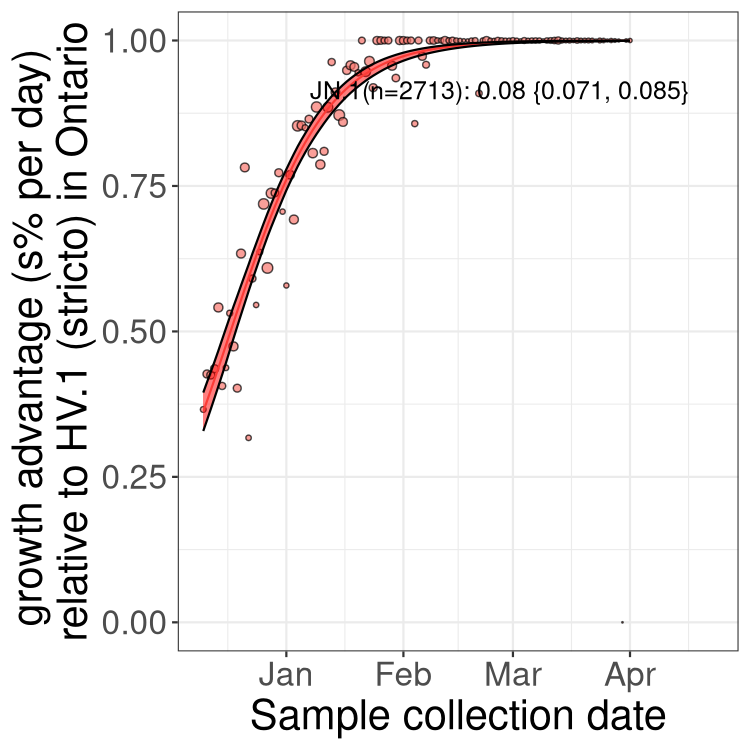 growth advantage (s% per day)
relative to HV.1 (stricto) in Ontario
1.00
0.75
0.50
0.25
0.00
JN.1(n=2713): 0.08 {0.071, 0.085}
Jan Feb Mar Apr
Sample collection date